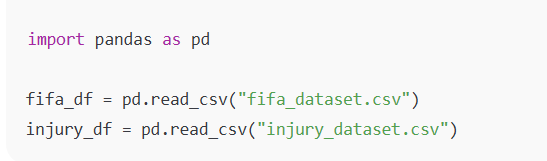 import pandas as pd
fifa_df = pd.read_csv("fifa_dataset.csv")
injury_df = pd.read_csv("injury_dataset.csv")